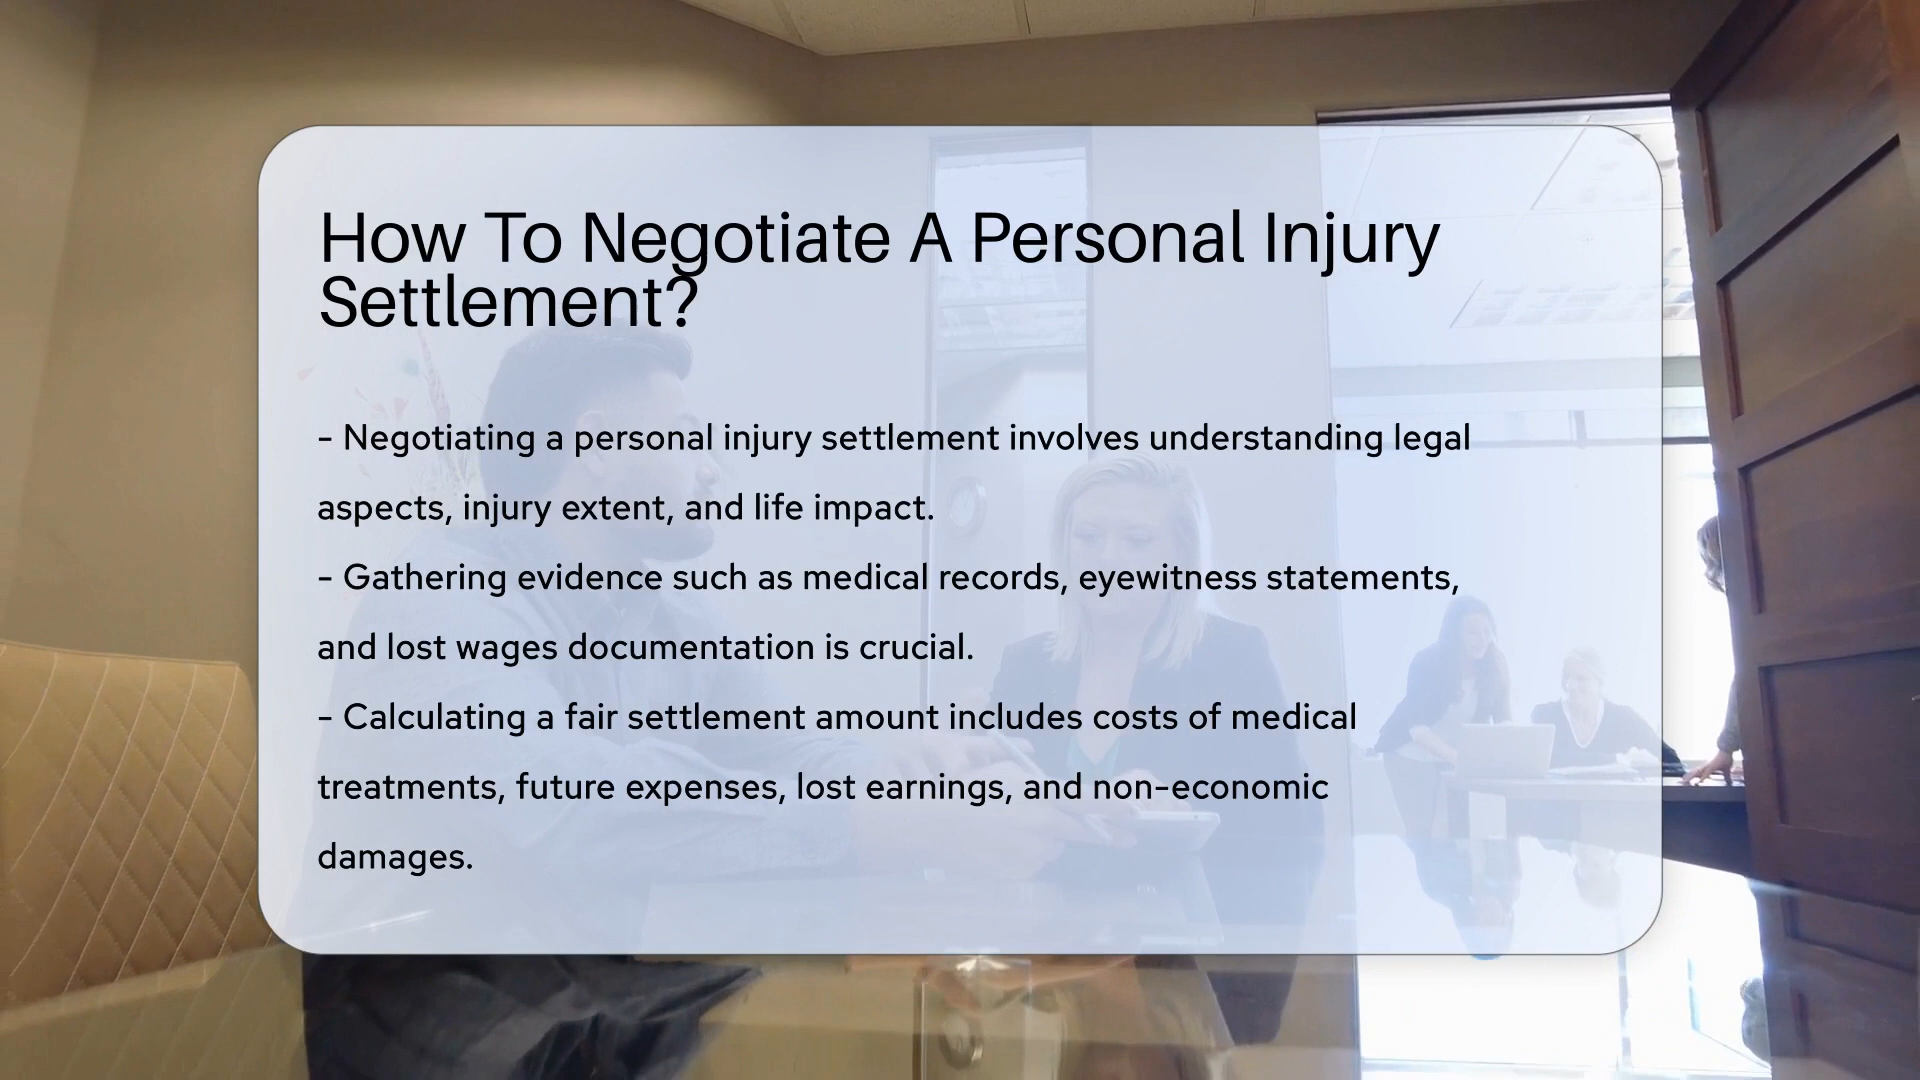 How To Negotiate A Personal Injury
Settlement?
- Negotiating a personal injury settlement involves understanding legal
aspects, injury extent, and life impact.
- Gathering evidence such as medical records, eyewitness statements,
and lost wages documentation is crucial.
- Calculating a fair settlement amount includes costs of medical
treatments, future expenses, lost earnings, and non-economic
damages.